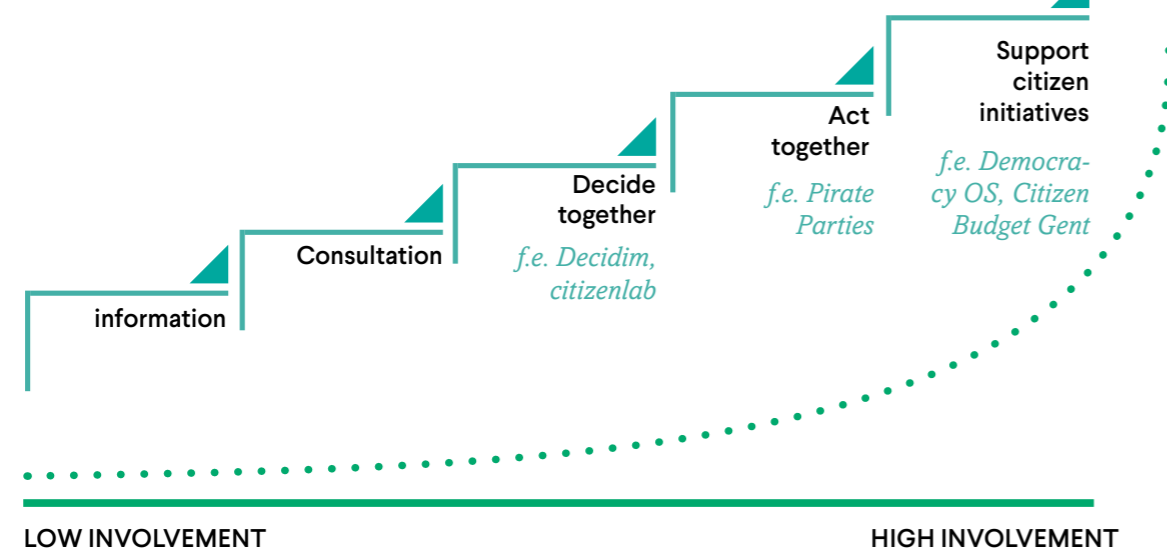 information
Consultation
Decide
together
f.e. Decidim,
citizenlab
Act
together
f.e. Pirate
Parties
Support
citizen
initiatives
f.e. Democra-
cy OS, Citizen
Budget Gent
LOW INVOLVEMENT
HIGH INVOLVEMENT